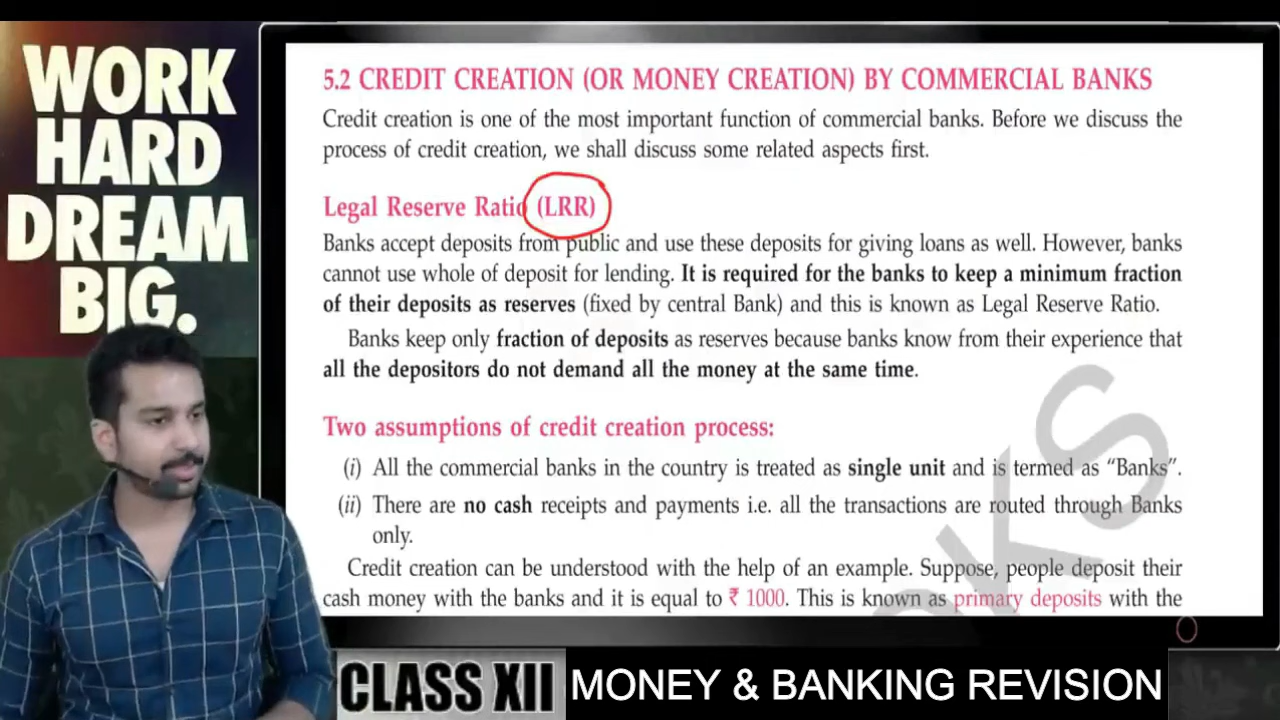 WORK
HARD
DREAM
BIG.
5.2 CREDIT CREATION (OR MONEY CREATION) BY COMMERCIAL BANKS
Credit creation is one of the most important function of commercial banks. Before we discuss the
process of credit creation, we shall discuss some related aspects first.
Legal Reserve Ratio (LRR)
Banks accept deposits from public and use these deposits for giving loans as well. However, banks
cannot use whole of deposit for lending. It is required for the banks to keep a minimum fraction
of their deposits as reserves (fixed by central Bank) and this is known as Legal Reserve Ratio.
Banks keep only fraction of deposits as reserves because banks know from their experience that
all the depositors do not demand all the money at the same time.
Two assumptions of credit creation process:
(i) All the commercial banks in the country is treated as single unit and is termed as “Banks”.
(ii) There are no cash receipts and payments i.e. all the transactions are routed through Banks
only.
Credit creation can be understood with the help of an example. Suppose, people deposit their
cash money with the banks and it is equal to ₹ 1000. This is known as primary deposits with the
CLASS XII MONEY & BANKING REVISION